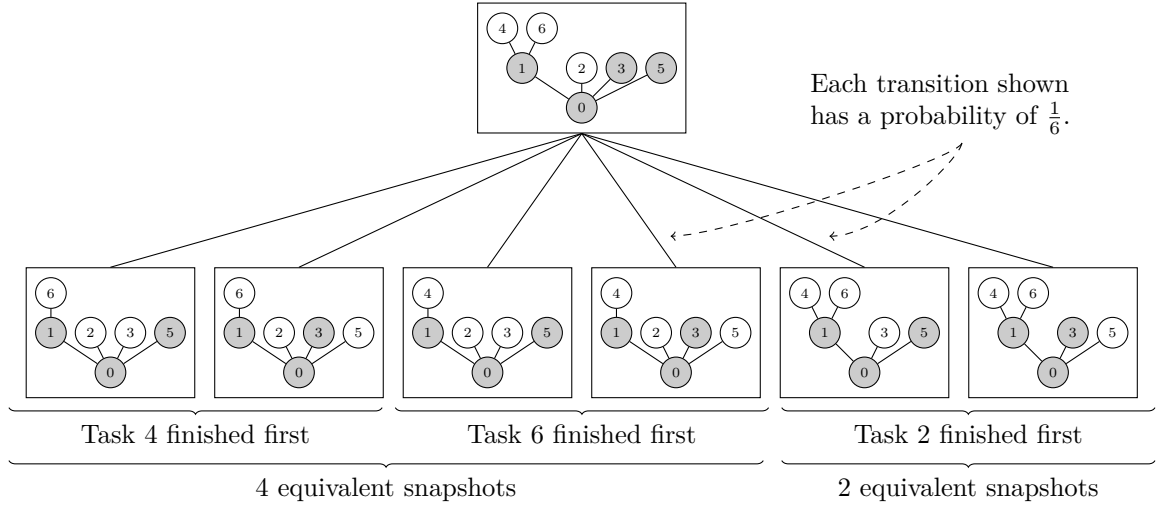 4 6
1 2 3 5
0
Each transition shown
has a probability of 1/6.
6 6 4 4 4 6 4 6
1 2 3 5 1 2 3 5 1 2 3 5 1 2 3 5 1 3 5 1 3 5
0 0 0 0 0 0
Task 4 finished first Task 6 finished first Task 2 finished first
4 equivalent snapshots 2 equivalent snapshots